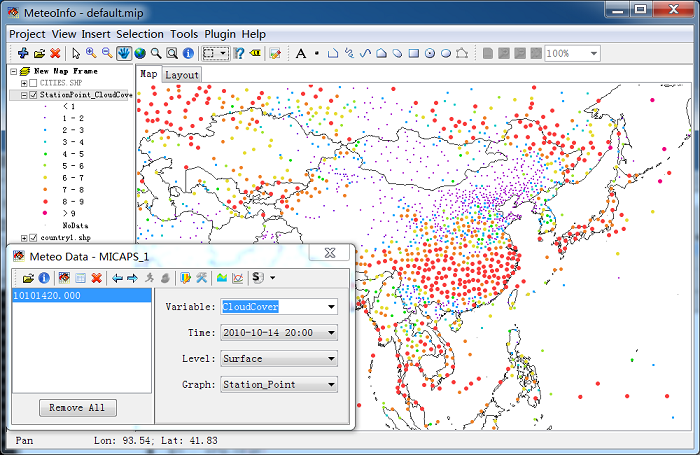 MeteoInfo - default.mip
Project View Insert Selection Tools Plugin Help
100%
New Map Frame
CITIES SHP
StationPoint_CloudCove
< 1
1 - 2
2 - 3
3 - 4
4 - 5
5 - 6
6 - 7
7 - 8
8 - 9
> 9
NoData
country1.shp
Map Layout
Meteo Data - MICAPS_1
10101420.000
Remove All
Variable: CloudCover
Time: 2010-10-14 20:00
Level: Surface
Graph: Station_Point
Pan Lon: 93.54; Lat: 41.83